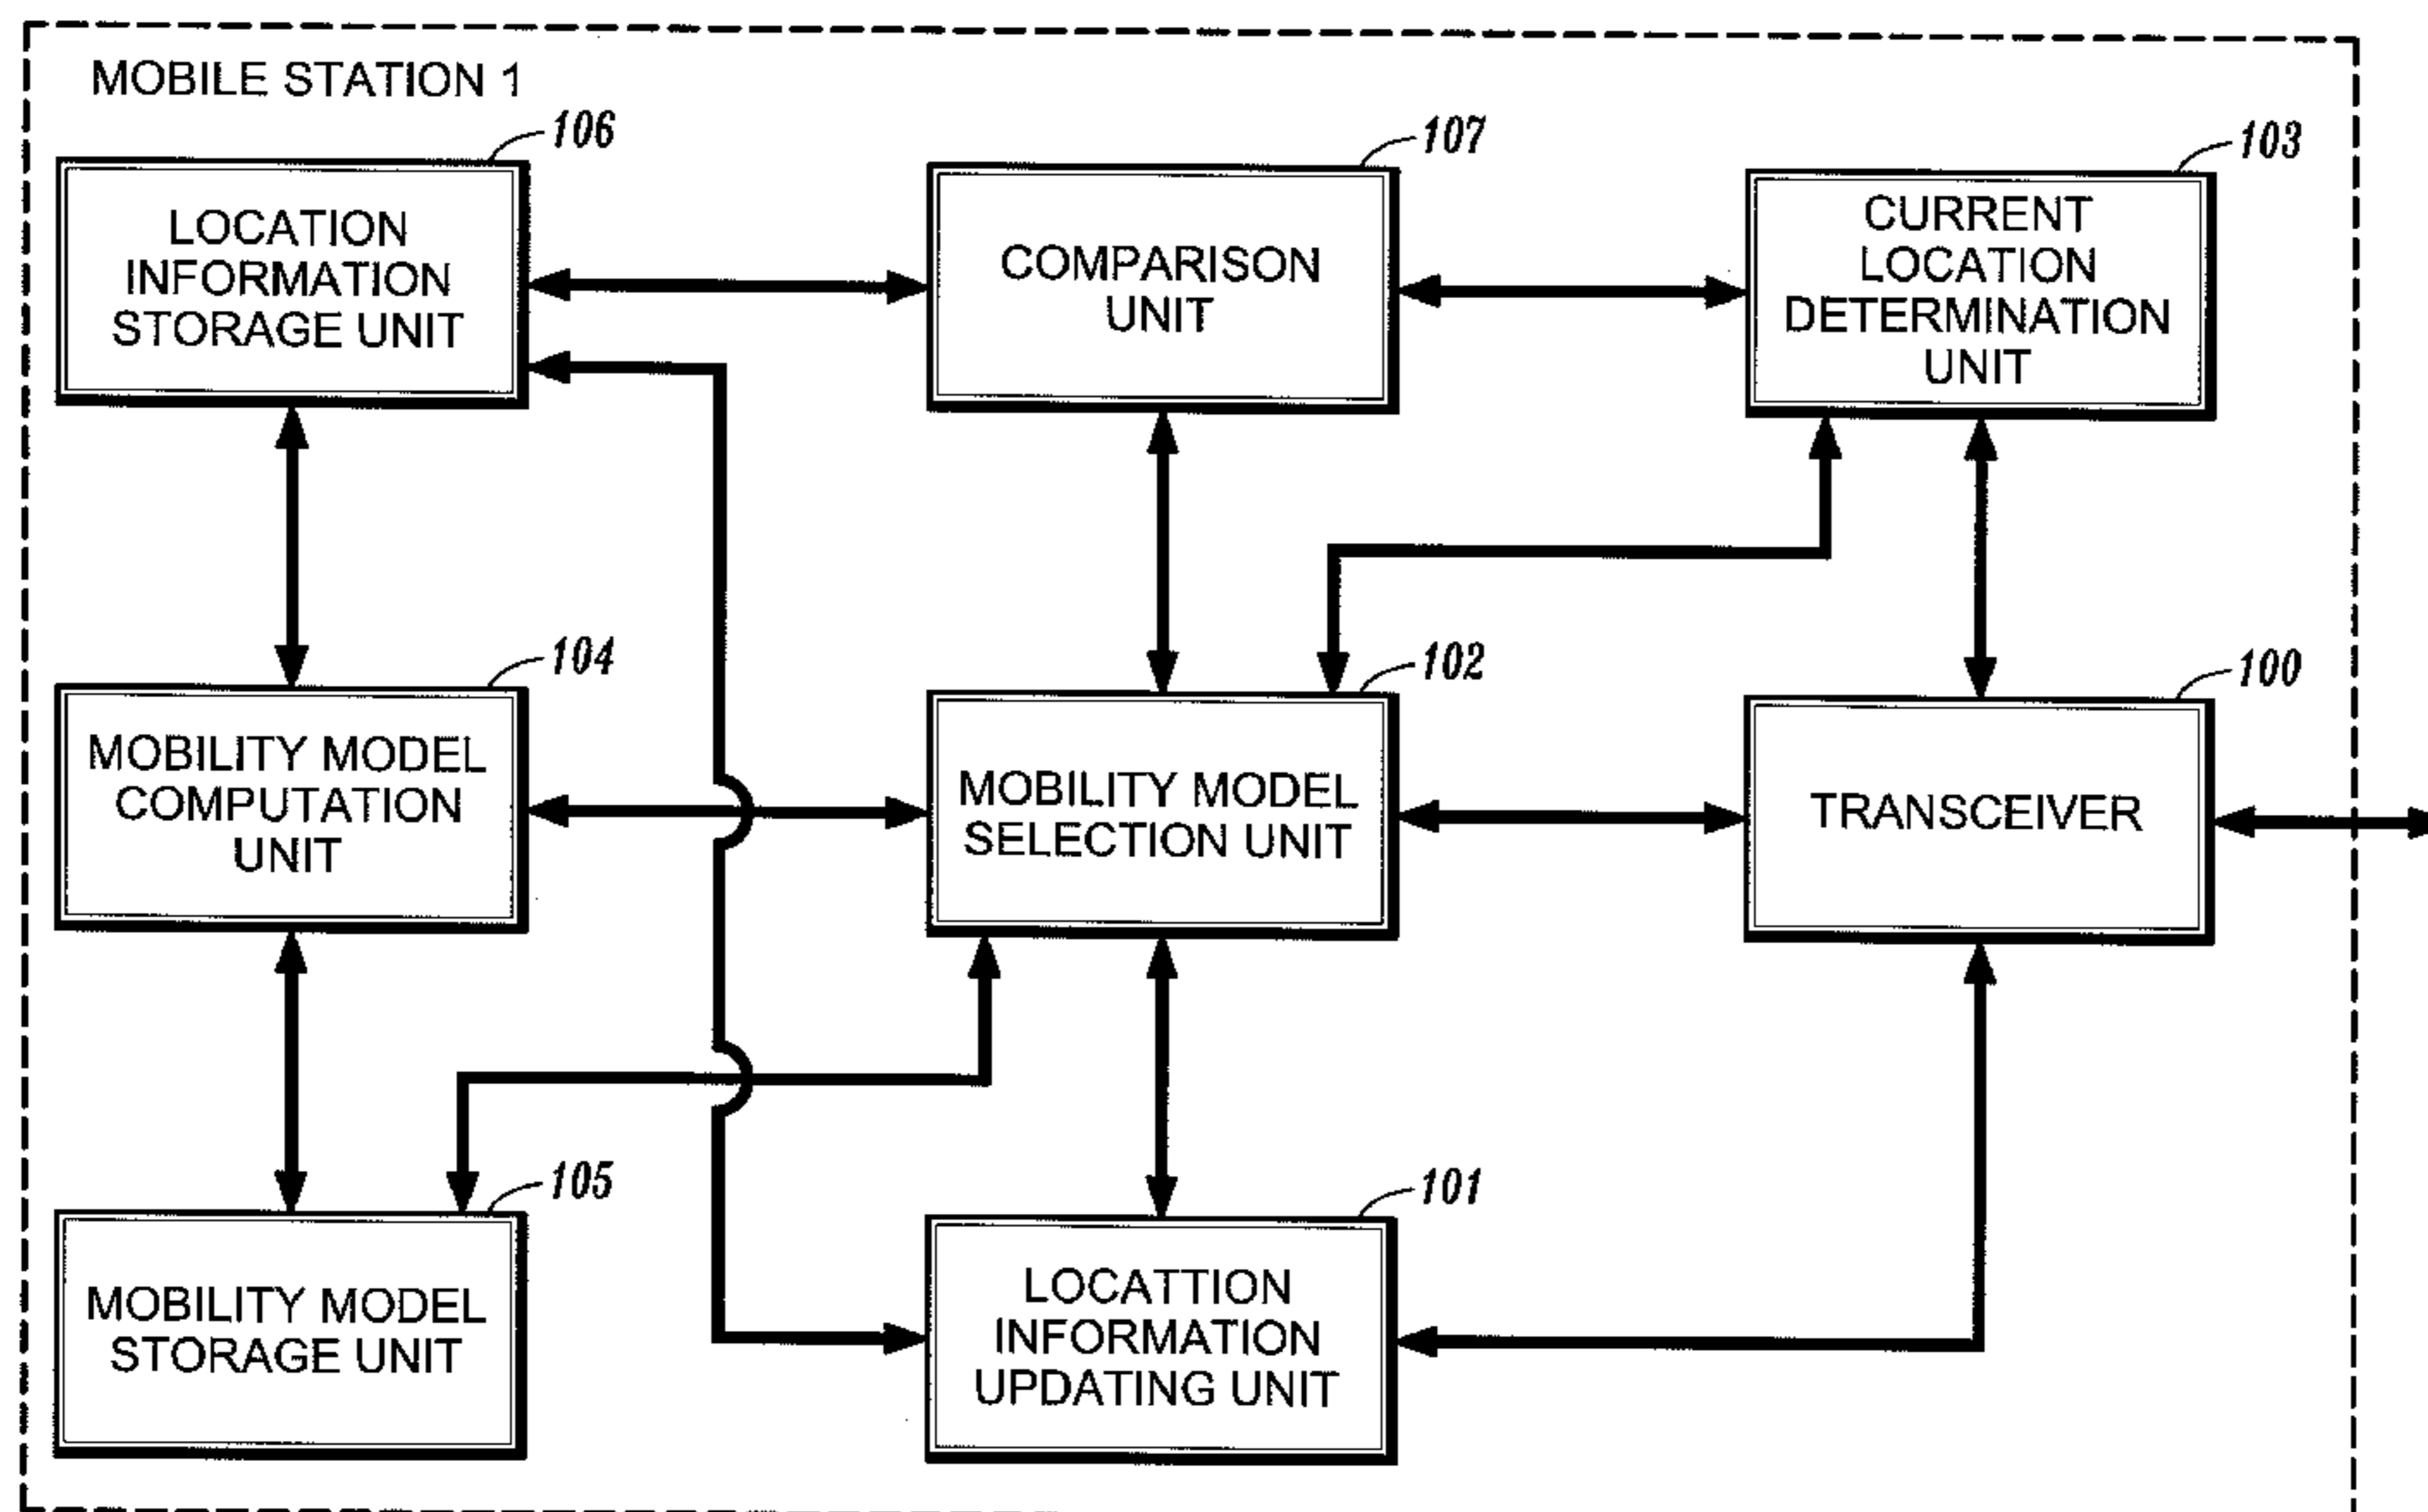 MOBILE STATION 1
106
LOCATION
INFORMATION
STORAGE UNIT
107
COMPARISON
UNIT
103
CURRENT
LOCATION
DETERMINATION
UNIT
104
MOBILITY MODEL
COMPUTATION
UNIT
102
MOBILITY MODEL
SELECTION UNIT
100
TRANSCEIVER
105
MOBILITY MODEL
STORAGE UNIT
101
LOCATTION
INFORMATION
UPDATING UNIT